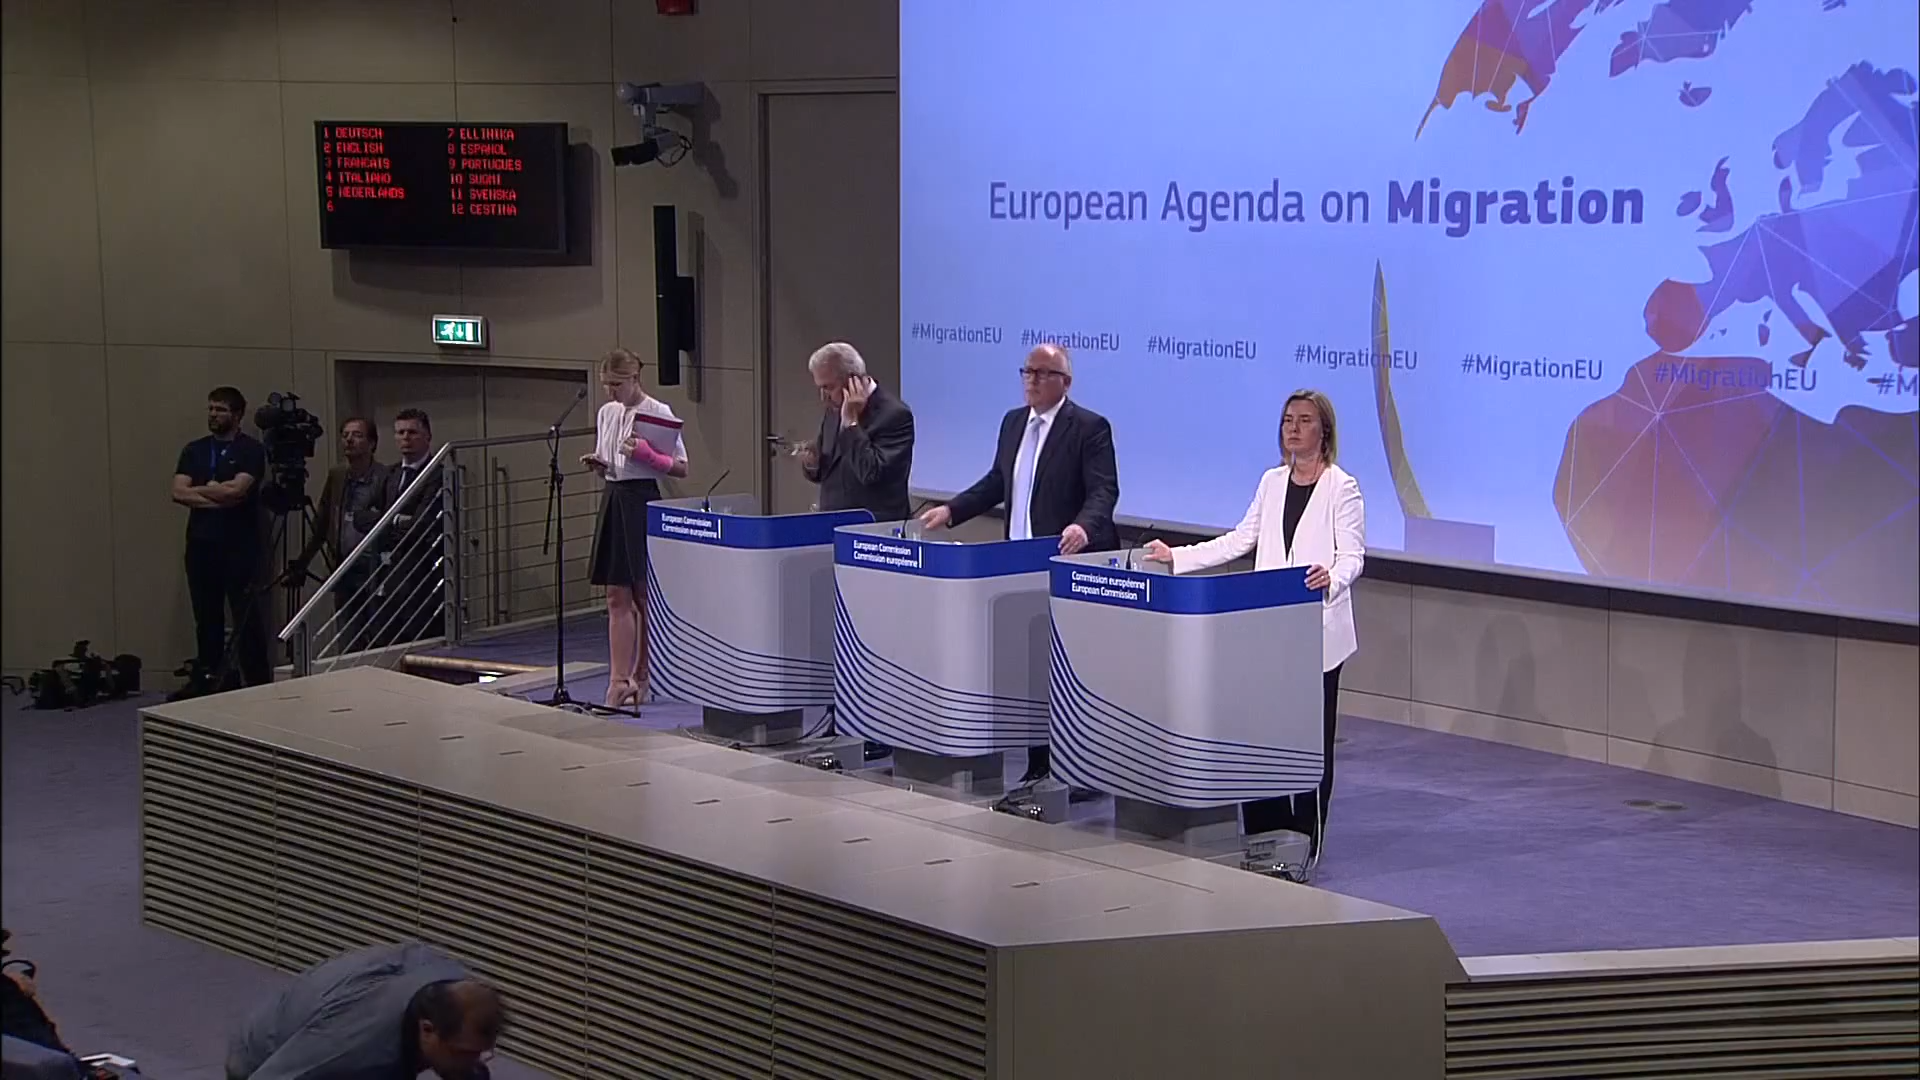 1 DEUTSCH
2 ENGLISH
3 FRANCAIS
4 ITALIANO
5 NEDERLANDS
6
7 ELLINIKA
8 ESPANOL
9 PORTUGUES
10 SUOMI
11 SVENSKA
12 CESTINA
European Agenda on Migration
#MigrationEU #MigrationEU #MigrationEU #MigrationEU #MigrationEU #MigrationEU #M
European Commission
Commission européenne
European Commission
Commission européenne
Commission européenne
European Commission